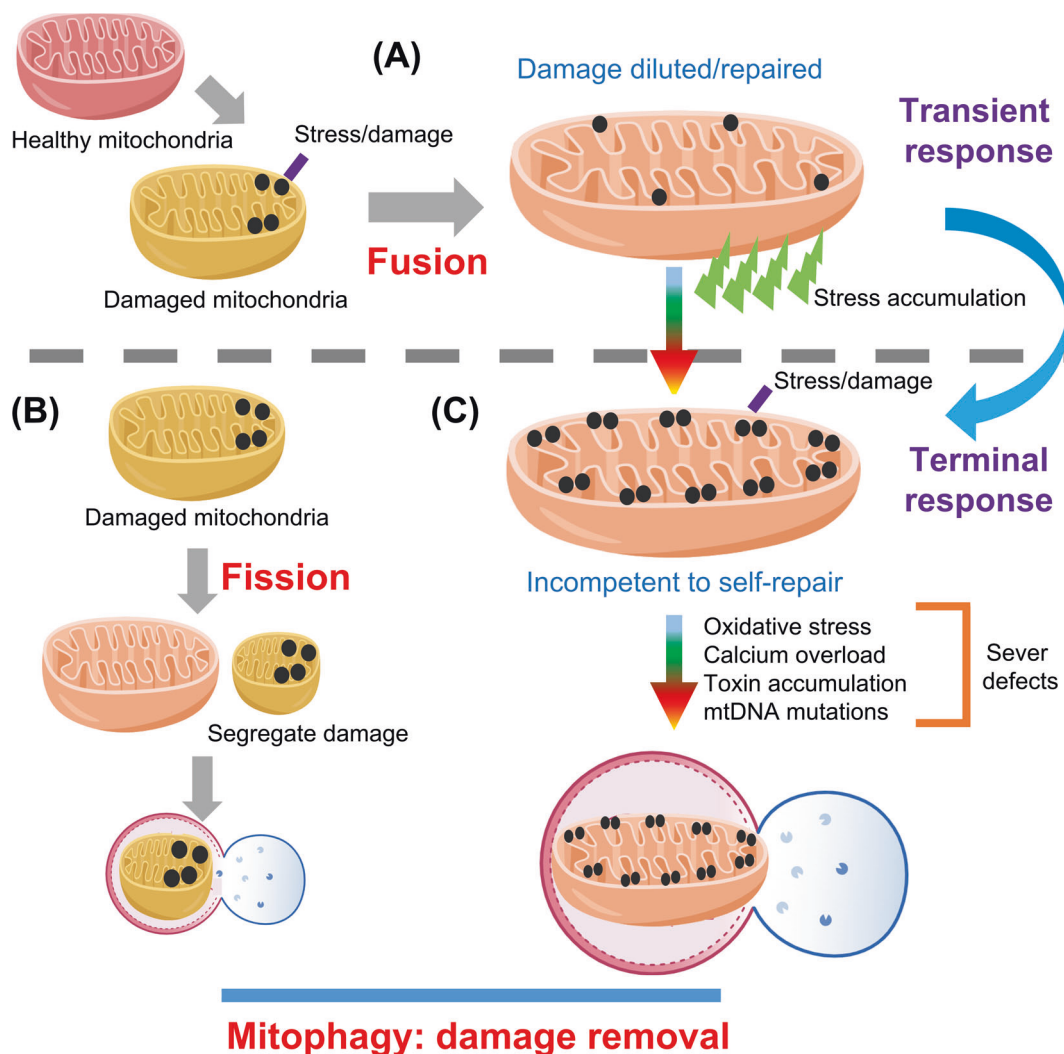 (A)
Healthy mitochondria
Stress/damage
Damaged mitochondria
Fusion
Damage diluted/repaired
Transient
response
Stress accumulation
(B)
Damaged mitochondria
Fission
Segregate damage
(C)
Stress/damage
Terminal
response
Incompetent to self-repair
Oxidative stress
Calcium overload
Toxin accumulation
mtDNA mutations
Sever
defects
Mitophagy: damage removal